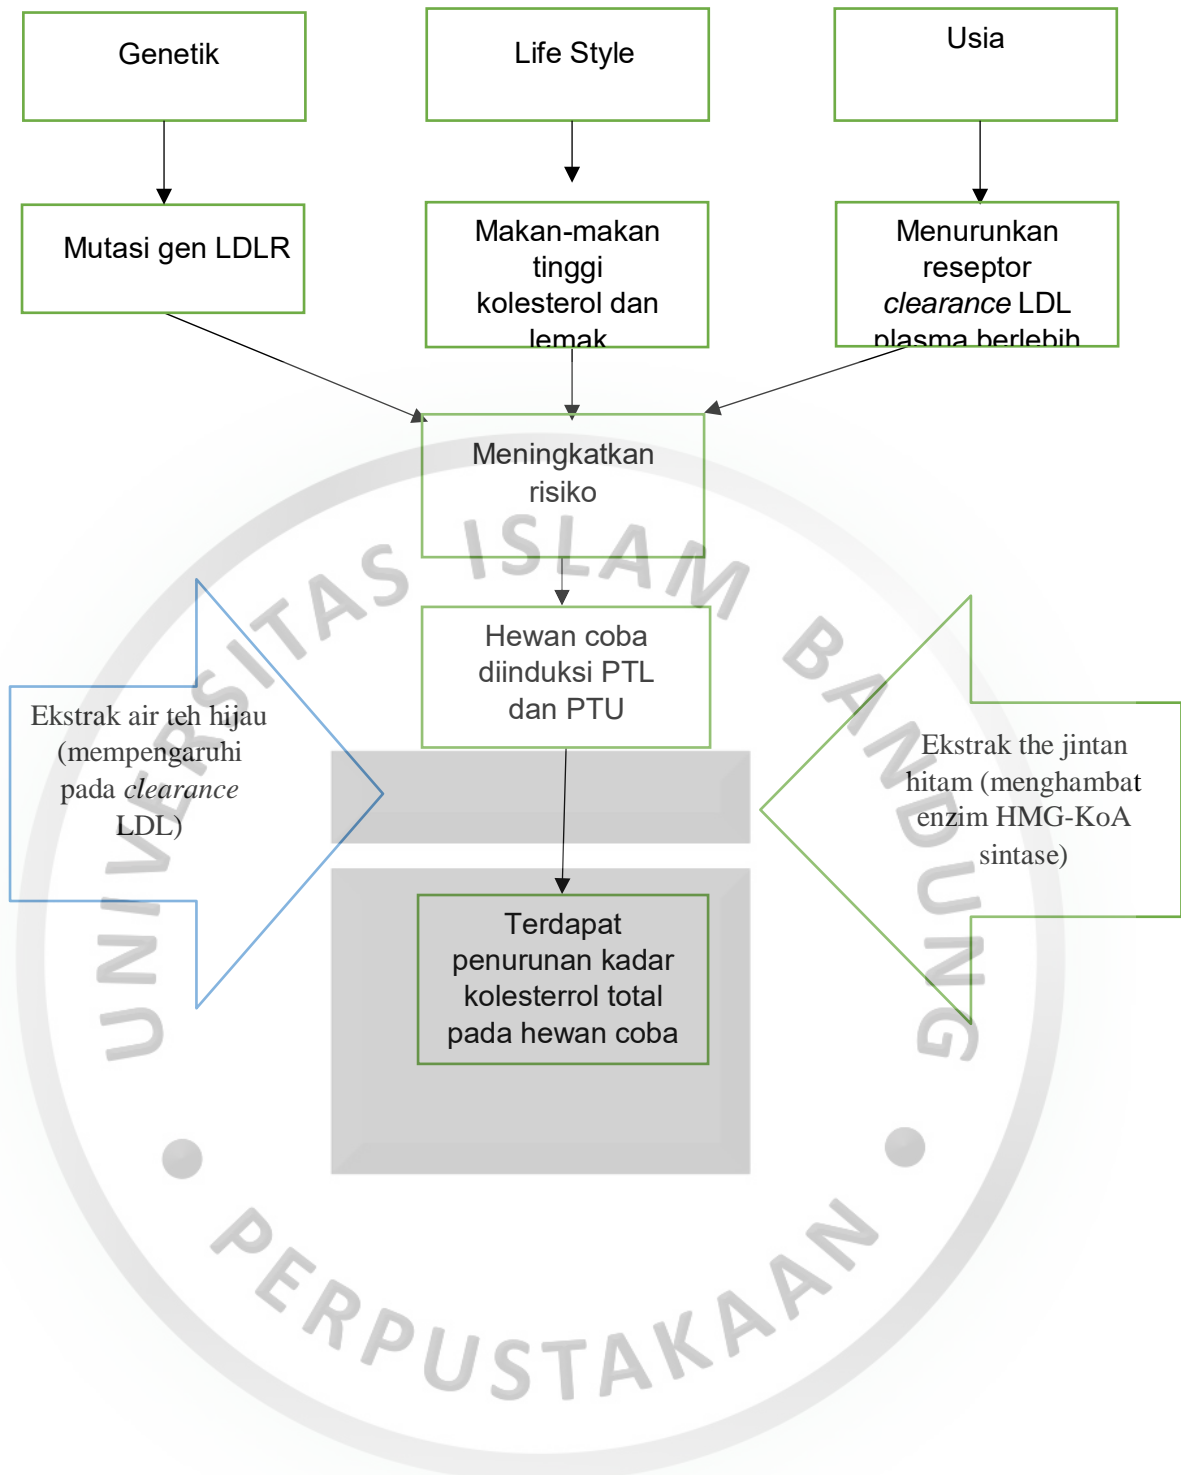 Genetik
Life Style
Usia
Mutasi gen LDLR
Makan-makan
tinggi
kolesterol dan
lemak
Menurunkan
reseptor
clearance LDL
plasma berlebih
Meningkatkan
risiko
Hewan coba
diinduksi PTL
dan PTU
Ekstrak air teh hijau
(mempengaruhi
pada clearance
LDL)
Ekstrak the jintan
hitam (menghambat
enzim HMG-KoA
sintase)
Terdapat
penurunan kadar
kolesterrol total
pada hewan coba
UNIVERSITAS ISLAM BANDUNG
PERPUSTAKAAN